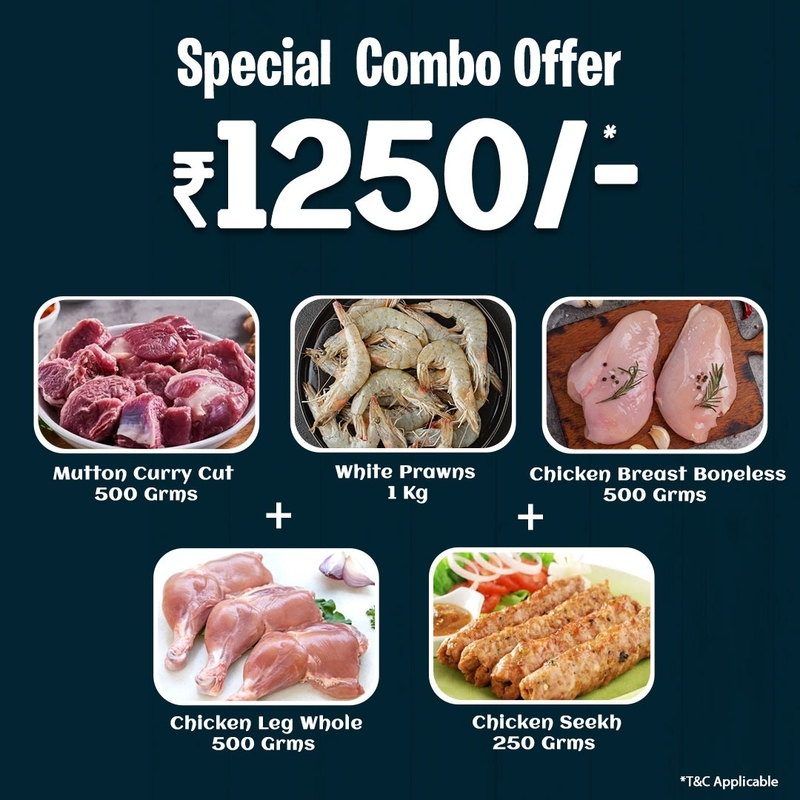 Special Combo Offer
₹1250/-*
Mutton Curry Cut
500 Grms
White Prawns
1 Kg
Chicken Breast Boneless
500 Grms
+
+
Chicken Leg Whole
500 Grms
Chicken Seekh
250 Grms
*T&C Applicable